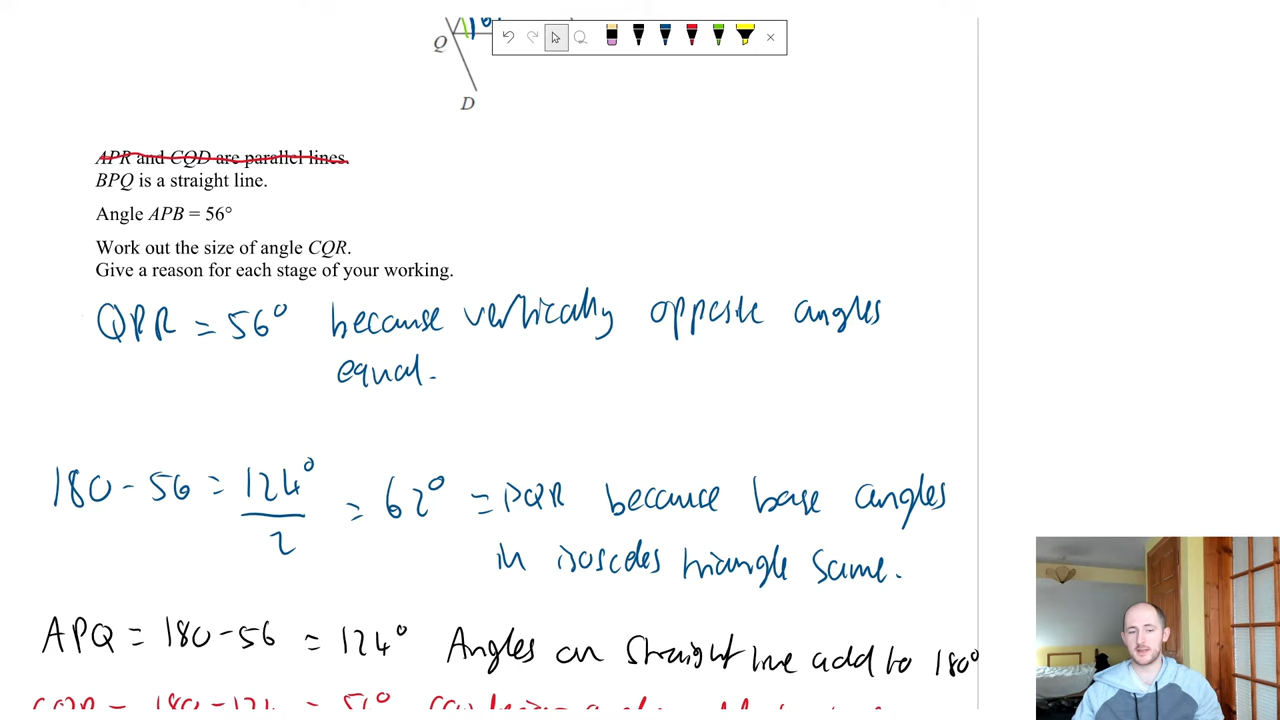 Q
D
APR and CQD are parallel lines.
BPQ is a straight line.
Angle APB = 56°
Work out the size of angle CQR.
Give a reason for each stage of your working.
QPR = 56° because vertically opposite angles
equal.
180 - 56 = 124° / 2 = 62° = PQR because base angles
in isosceles triangle same.
APQ = 180 - 56 = 124° Angles on straight line add to 180°
= 180 - 124 = 56°